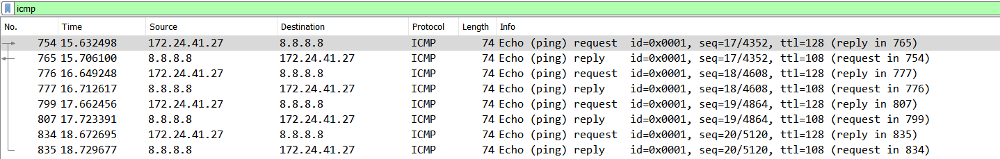 icmp
No. Time Source Destination Protocol Length Info
754 15.632498 172.24.41.27 8.8.8.8 ICMP 74 Echo (ping) request id=0x0001, seq=17/4352, ttl=128 (reply in 765)
765 15.706100 8.8.8.8 172.24.41.27 ICMP 74 Echo (ping) reply id=0x0001, seq=17/4352, ttl=108 (request in 754)
776 16.649248 172.24.41.27 8.8.8.8 ICMP 74 Echo (ping) request id=0x0001, seq=18/4608, ttl=128 (reply in 777)
777 16.712617 8.8.8.8 172.24.41.27 ICMP 74 Echo (ping) reply id=0x0001, seq=18/4608, ttl=108 (request in 776)
799 17.662456 172.24.41.27 8.8.8.8 ICMP 74 Echo (ping) request id=0x0001, seq=19/4864, ttl=128 (reply in 807)
807 17.723391 8.8.8.8 172.24.41.27 ICMP 74 Echo (ping) reply id=0x0001, seq=19/4864, ttl=108 (request in 799)
834 18.672695 172.24.41.27 8.8.8.8 ICMP 74 Echo (ping) request id=0x0001, seq=20/5120, ttl=128 (reply in 835)
835 18.729677 8.8.8.8 172.24.41.27 ICMP 74 Echo (ping) reply id=0x0001, seq=20/5120, ttl=108 (request in 834)